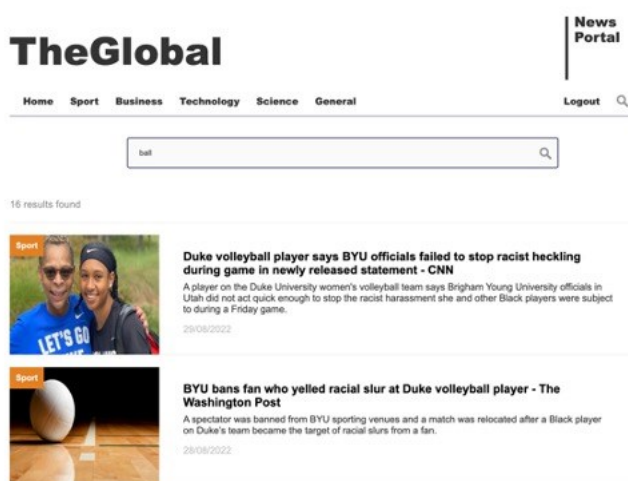 TheGlobal
News
Portal
Home Sport Business Technology Science General Logout
ball
16 results found
Sport
LET'S GO
Duke volleyball player says BYU officials failed to stop racist heckling
during game in newly released statement - CNN
A player on the Duke University women's volleyball team says Brigham Young University officials in
Utah did not act quick enough to stop the racist harassment she and other Black players were subject
to during a Friday game.
29/08/2022
Sport
BYU bans fan who yelled racial slur at Duke volleyball player - The
Washington Post
A spectator was banned from BYU sporting venues and a match was relocated after a Black player
on Duke's team became the target of racial slurs from a fan.
28/08/2022